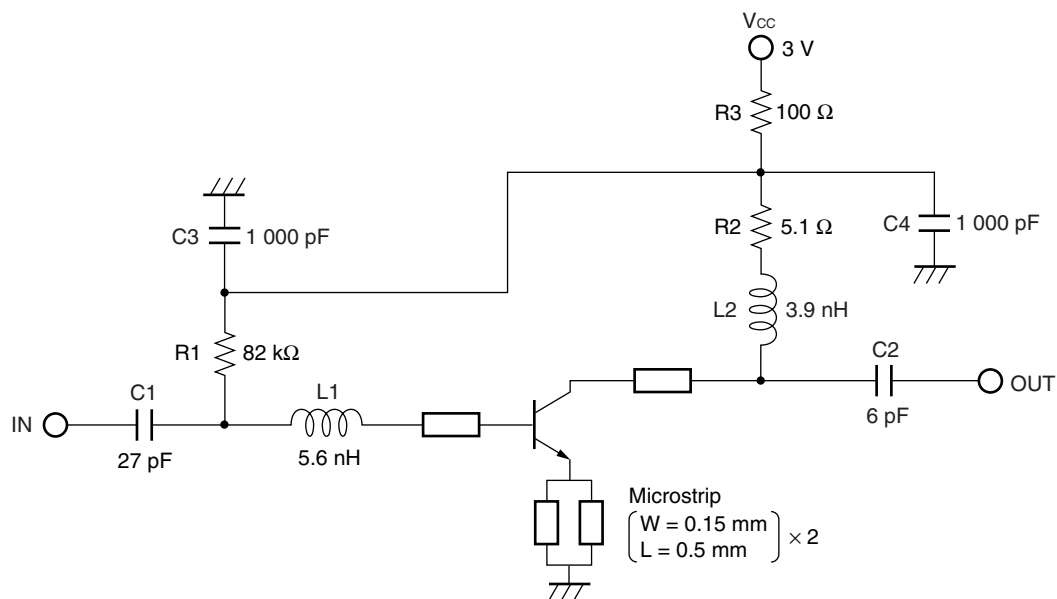 VCC
3 V
R3 100 Ω
C3 1 000 pF
R2 5.1 Ω
C4 1 000 pF
L2 3.9 nH
R1 82 kΩ
C1
L1
C2
IN
OUT
27 pF
5.6 nH
6 pF
Microstrip
W = 0.15 mm
L = 0.5 mm
× 2